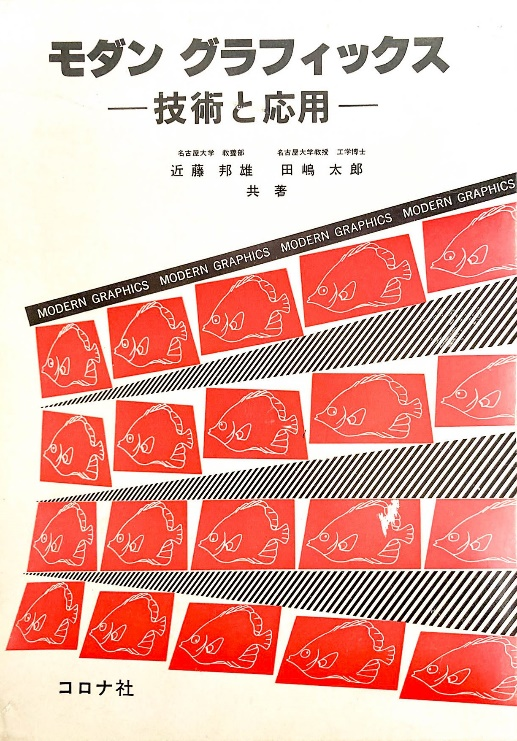 モダン グラフィックス
―技術と応用―
名古屋大学 教養部 名古屋大学教授 工学博士
近藤 邦雄 田嶋 太郎
共 著
MODERN GRAPHICS MODERN GRAPHICS MODERN GRAPHICS MODERN GRAPHICS
コロナ社